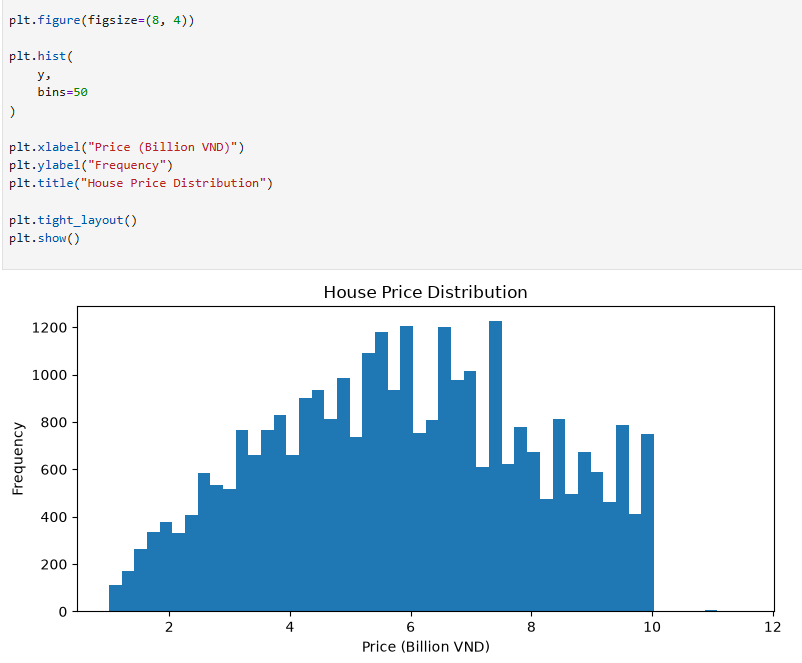 plt.figure(figsize=(8, 4))
plt.hist(
    y,
    bins=50
)
plt.xlabel("Price (Billion VND)")
plt.ylabel("Frequency")
plt.title("House Price Distribution")
plt.tight_layout()
plt.show()
House Price Distribution
1200
1000
800
600
400
200
0
Frequency
2 4 6 8 10 12
Price (Billion VND)